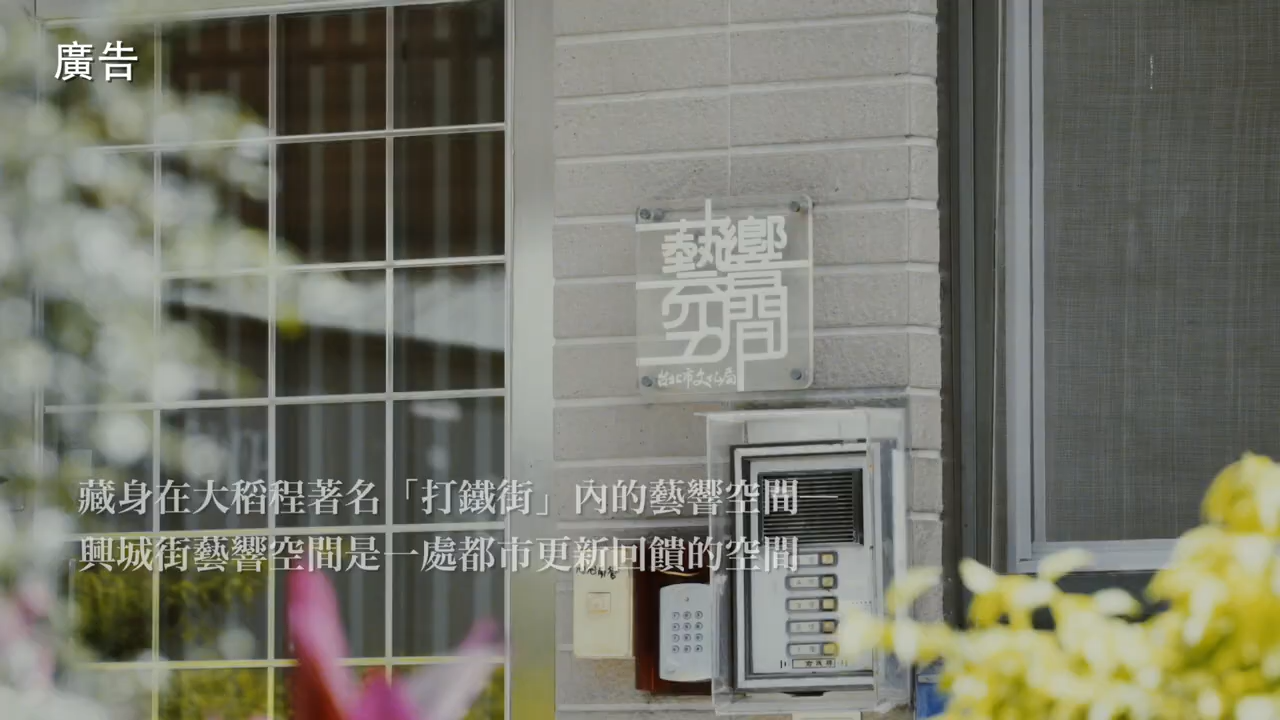 廣告
藝響
空間
台北市文化局
藏身在大稻埕著名「打鐵街」內的藝響空間—
興城街藝響空間是一處都市更新回饋的空間